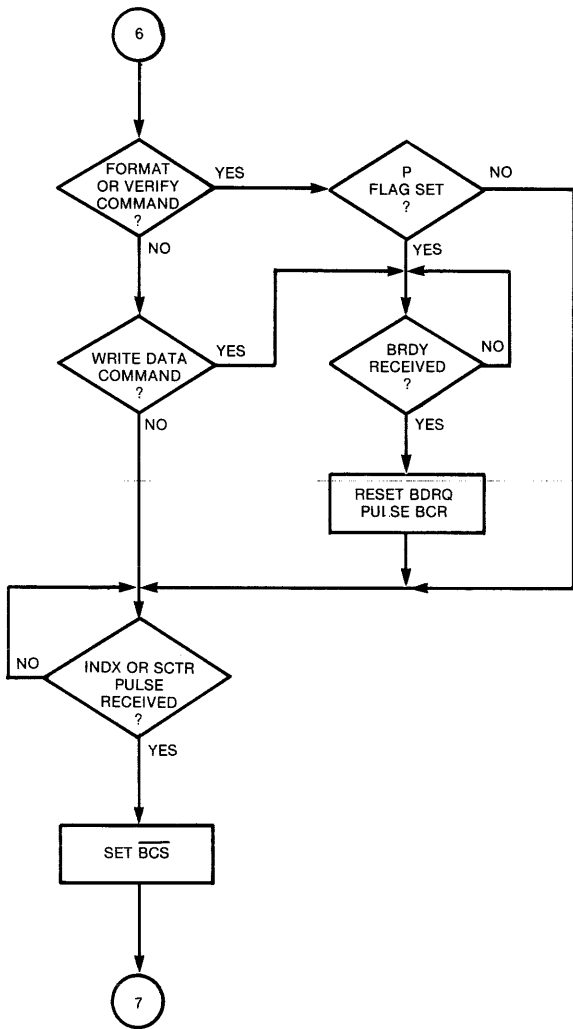 6
FORMAT
OR VERIFY
COMMAND
?
YES
NO
P
FLAG SET
?
NO
YES
WRITE DATA
COMMAND
?
YES
NO
BRDY
RECEIVED
?
NO
YES
RESET BDRQ
PULSE BCR
INDX OR SCTR
PULSE
RECEIVED
?
NO
YES
SET B̅C̅S̅
7